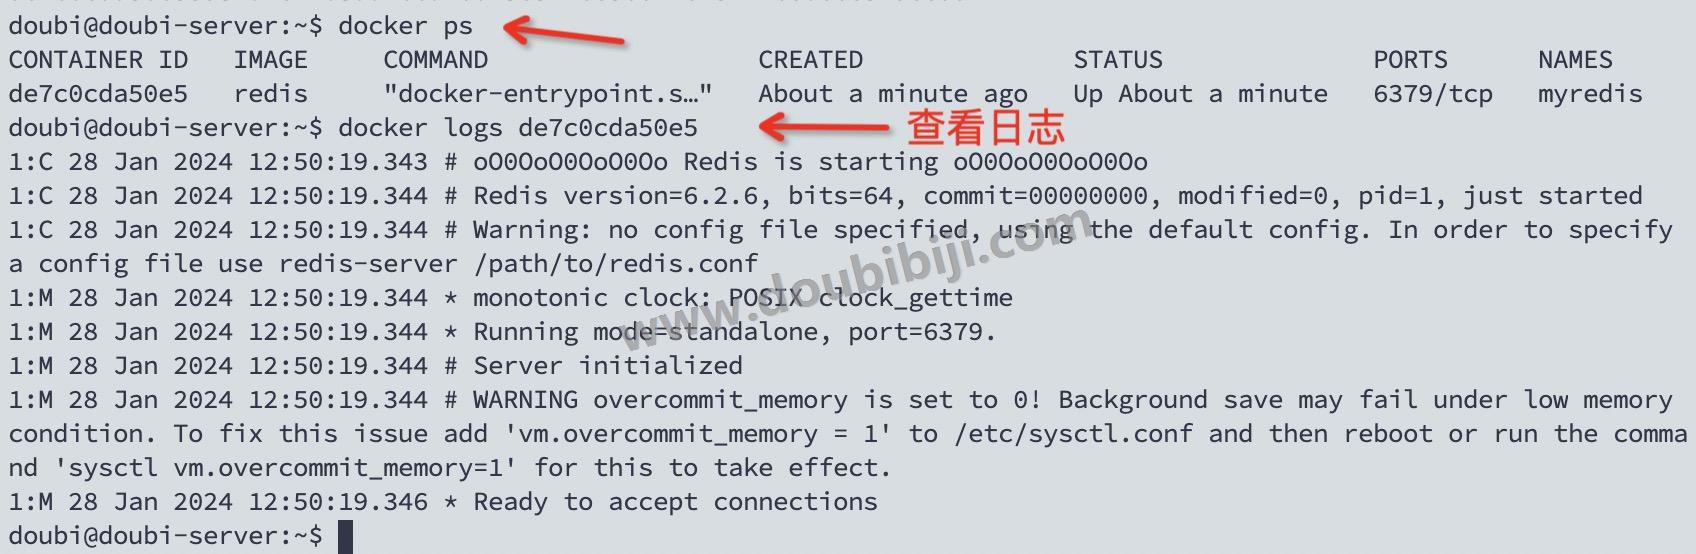 doubi@doubi-server:~$ docker ps
CONTAINER ID   IMAGE     COMMAND                  CREATED              STATUS              PORTS      NAMES
de7c0cda50e5   redis     "docker-entrypoint.s…"   About a minute ago   Up About a minute   6379/tcp   myredis
doubi@doubi-server:~$ docker logs de7c0cda50e5 查看日志
1:C 28 Jan 2024 12:50:19.343 # oO0OoO0OoO0Oo Redis is starting oO0OoO0OoO0Oo
1:C 28 Jan 2024 12:50:19.344 # Redis version=6.2.6, bits=64, commit=00000000, modified=0, pid=1, just started
1:C 28 Jan 2024 12:50:19.344 # Warning: no config file specified, using the default config. In order to specify
a config file use redis-server /path/to/redis.conf
1:M 28 Jan 2024 12:50:19.344 * monotonic clock: POSIX clock_gettime
1:M 28 Jan 2024 12:50:19.344 * Running mode=standalone, port=6379.
1:M 28 Jan 2024 12:50:19.344 # Server initialized
1:M 28 Jan 2024 12:50:19.344 # WARNING overcommit_memory is set to 0! Background save may fail under low memory
condition. To fix this issue add 'vm.overcommit_memory = 1' to /etc/sysctl.conf and then reboot or run the comma
nd 'sysctl vm.overcommit_memory=1' for this to take effect.
1:M 28 Jan 2024 12:50:19.346 * Ready to accept connections
doubi@doubi-server:~$
www.doubibiji.com